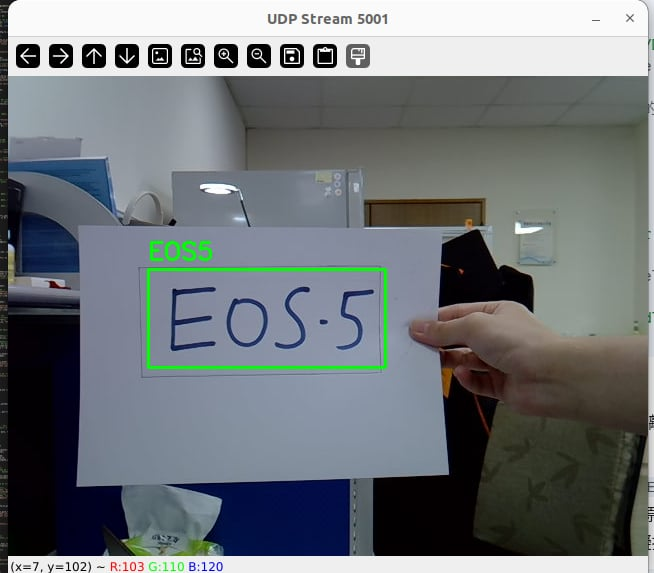 UDP Stream 5001
EOS5
EOS-5
(x=7, y=102) ~ R:103 G:110 B:120